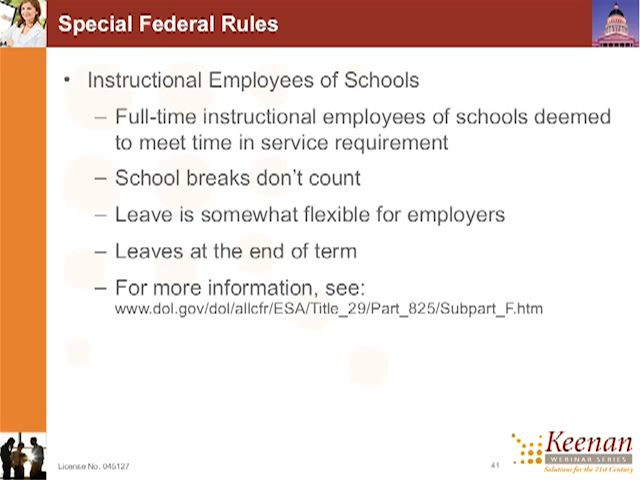 Special Federal Rules
• Instructional Employees of Schools
– Full-time instructional employees of schools deemed
to meet time in service requirement
– School breaks don't count
– Leave is somewhat flexible for employers
– Leaves at the end of term
– For more information, see:
www.dol.gov/dol/allcfr/ESA/Title_29/Part_825/Subpart_F.htm
License No. 045127
41
Keenan
WEBINAR SERIES
Solutions for the 21st Century